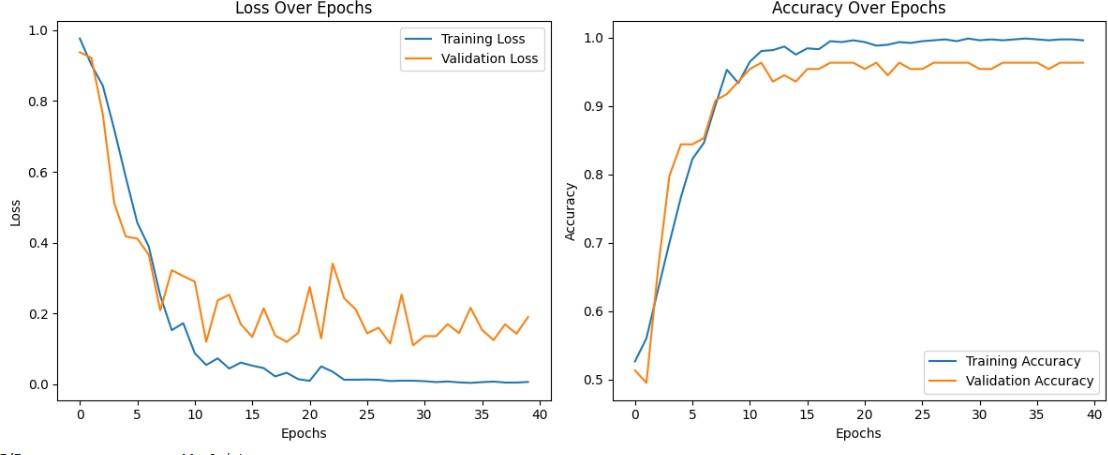 Loss Over Epochs
Training Loss
Validation Loss
1.0
0.8
0.6
0.4
0.2
0.0
Loss
0 5 10 15 20 25 30 35 40
Epochs
Accuracy Over Epochs
1.0
0.9
0.8
0.7
0.6
0.5
Accuracy
Training Accuracy
Validation Accuracy
0 5 10 15 20 25 30 35 40
Epochs